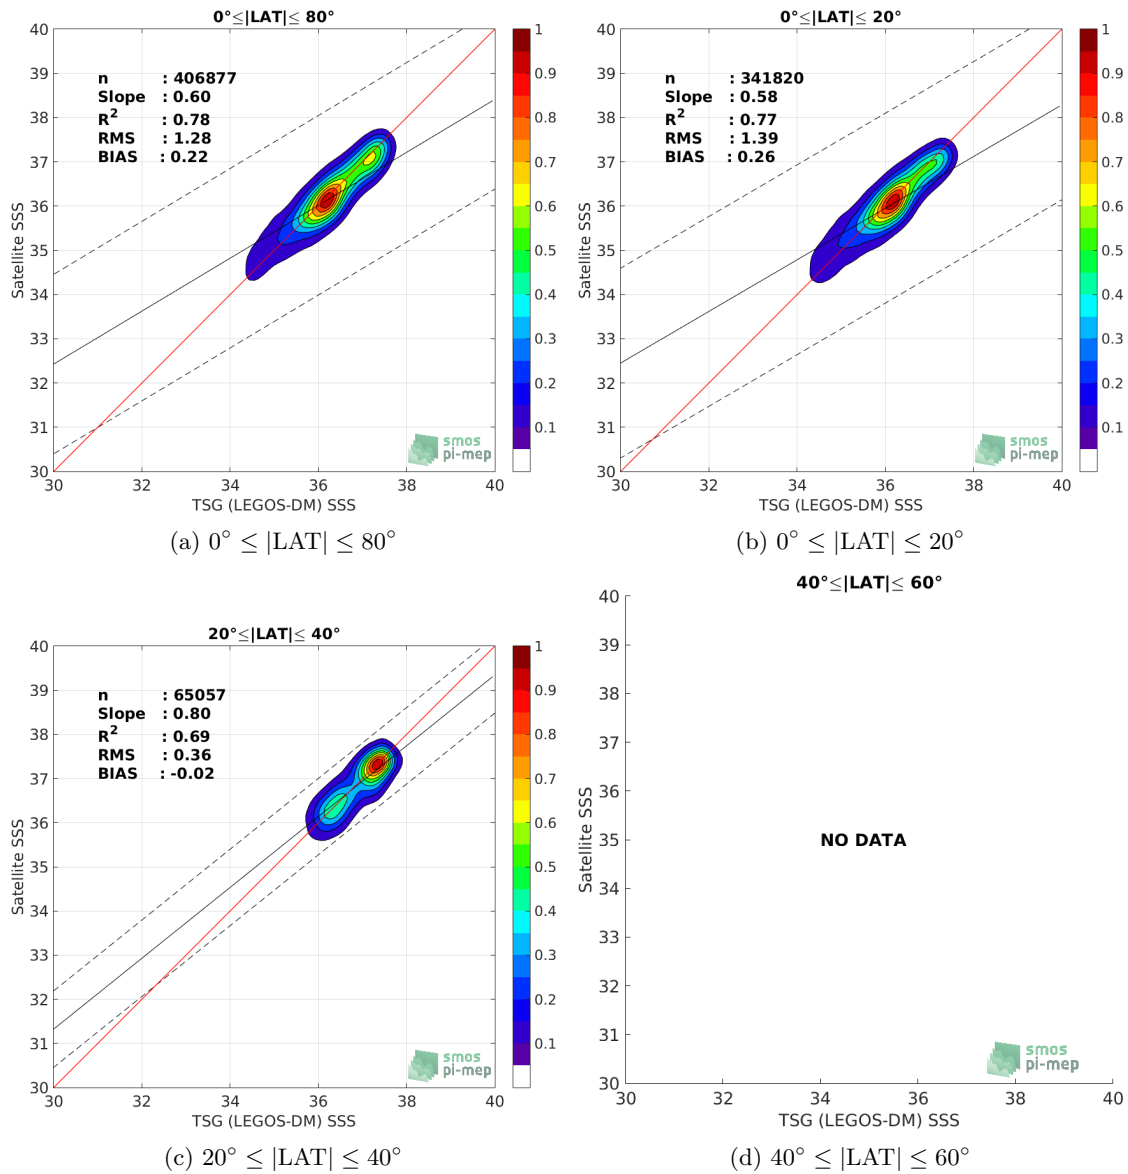 0°≤|LAT|≤ 80°
n : 406877
Slope : 0.60
R2 : 0.78
RMS : 1.28
BIAS : 0.22
Satellite SSS
40
39
38
37
36
35
34
33
32
31
30
30 32 34 36 38 40
TSG (LEGOS-DM) SSS
1
0.9
0.8
0.7
0.6
0.5
0.4
0.3
0.2
0.1
smos
pi-mep
(a) 0° ≤ |LAT| ≤ 80°
0°≤|LAT|≤ 20°
n : 341820
Slope : 0.58
R2 : 0.77
RMS : 1.39
BIAS : 0.26
Satellite SSS
40
39
38
37
36
35
34
33
32
31
30
30 32 34 36 38 40
TSG (LEGOS-DM) SSS
1
0.9
0.8
0.7
0.6
0.5
0.4
0.3
0.2
0.1
smos
pi-mep
(b) 0° ≤ |LAT| ≤ 20°
20°≤|LAT|≤ 40°
n : 65057
Slope : 0.80
R2 : 0.69
RMS : 0.36
BIAS : -0.02
Satellite SSS
40
39
38
37
36
35
34
33
32
31
30
30 32 34 36 38 40
TSG (LEGOS-DM) SSS
1
0.9
0.8
0.7
0.6
0.5
0.4
0.3
0.2
0.1
smos
pi-mep
(c) 20° ≤ |LAT| ≤ 40°
40°≤|LAT|≤ 60°
NO DATA
Satellite SSS
40
39
38
37
36
35
34
33
32
31
30
30 32 34 36 38 40
TSG (LEGOS-DM) SSS
smos
pi-mep
(d) 40° ≤ |LAT| ≤ 60°